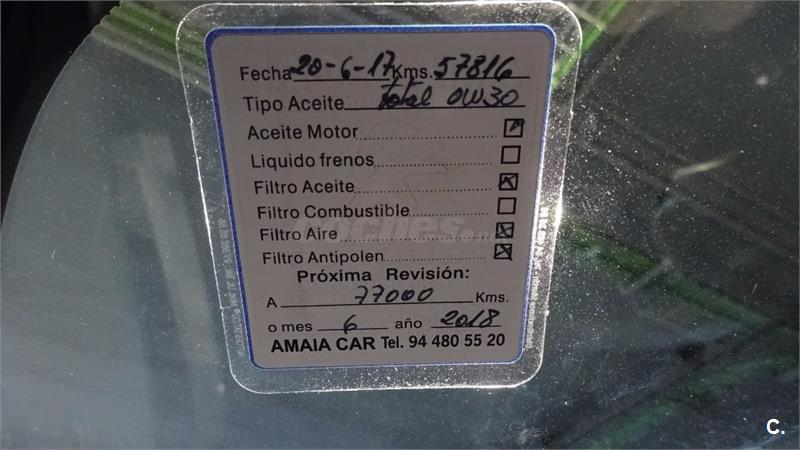 Fecha 20-6-17 Kms. 57816
Tipo Aceite total 0W30
Aceite Motor
Liquido frenos
Filtro Aceite
Filtro Combustible
Filtro Aire
Filtro Antipolen
Próxima Revisión:
A 77000 Kms.
o mes 6 año 2018
AMAIA CAR Tel. 94 480 55 20
C.